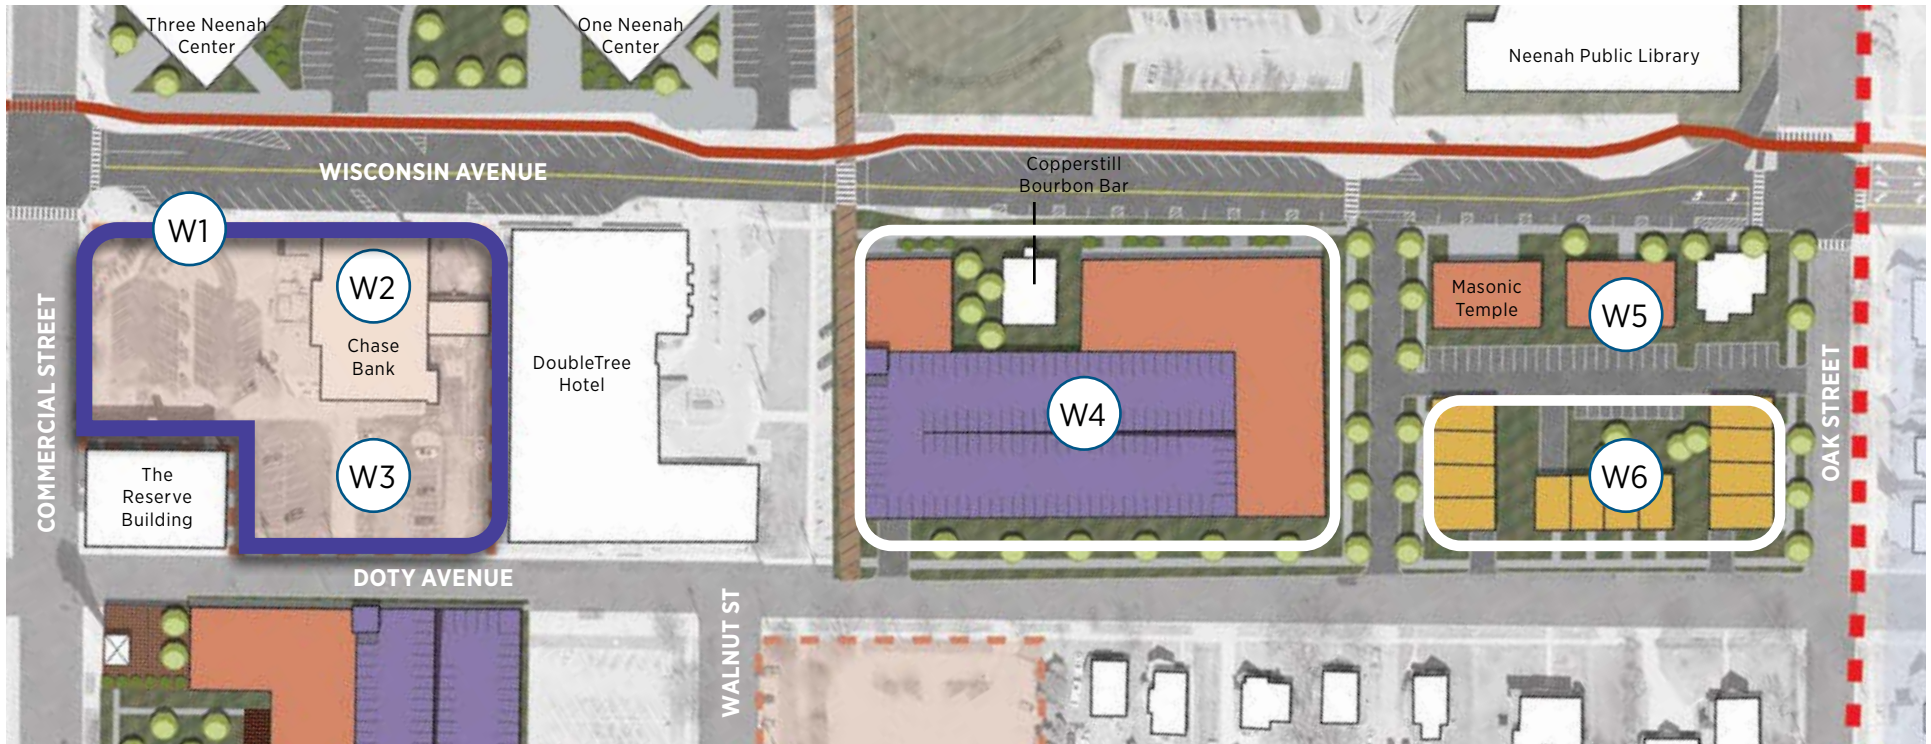 Three Neenah
Center
One Neenah
Center
Neenah Public Library
WISCONSIN AVENUE
Copperstill
Bourbon Bar
W1
W2
Chase
Bank
W3
COMMERCIAL STREET
The
Reserve
Building
DoubleTree
Hotel
W4
Masonic
Temple
W5
W6
OAK STREET
DOTY AVENUE
WALNUT ST